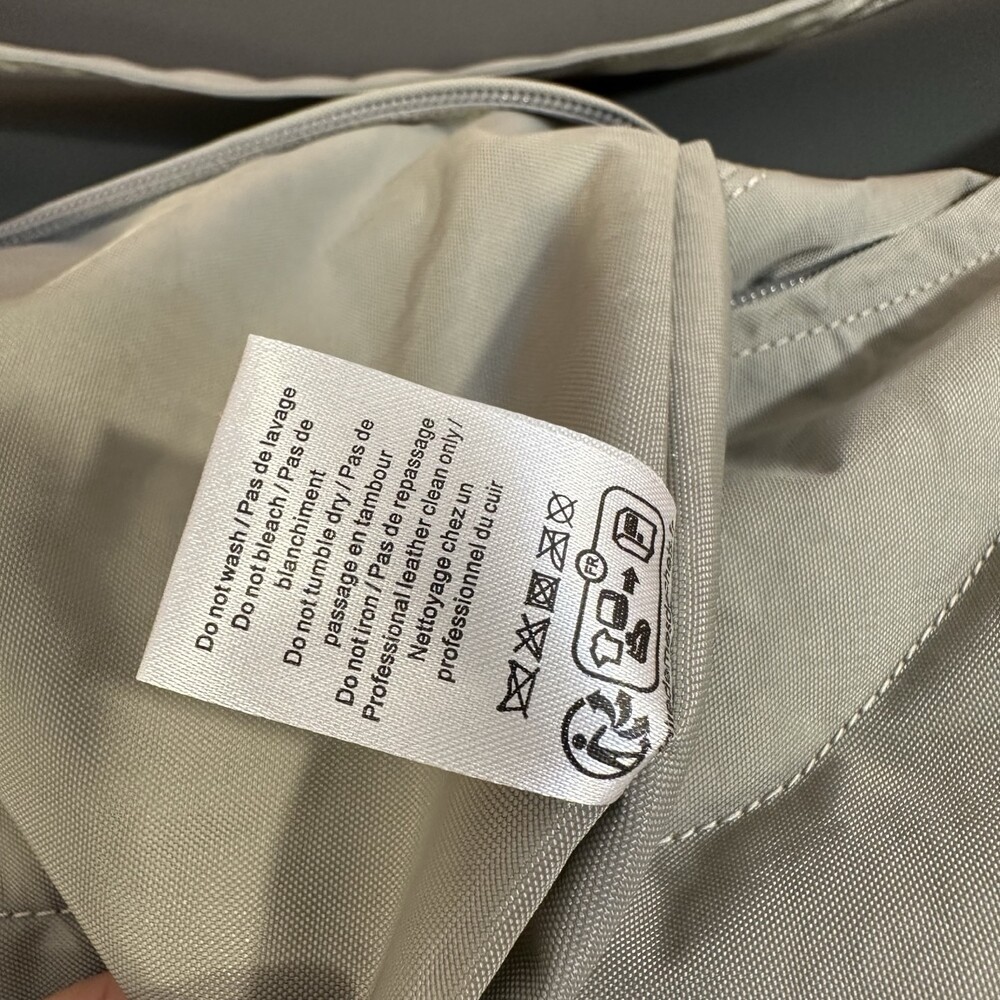 Do not wash / Pas de lavage
Do not bleach / Pas de
blanchiment
Do not tumble dry / Pas de
passage en tambour
Do not iron / Pas de repassage
Professional leather clean only /
Nettoyage chez un
professionnel du cuir
FR